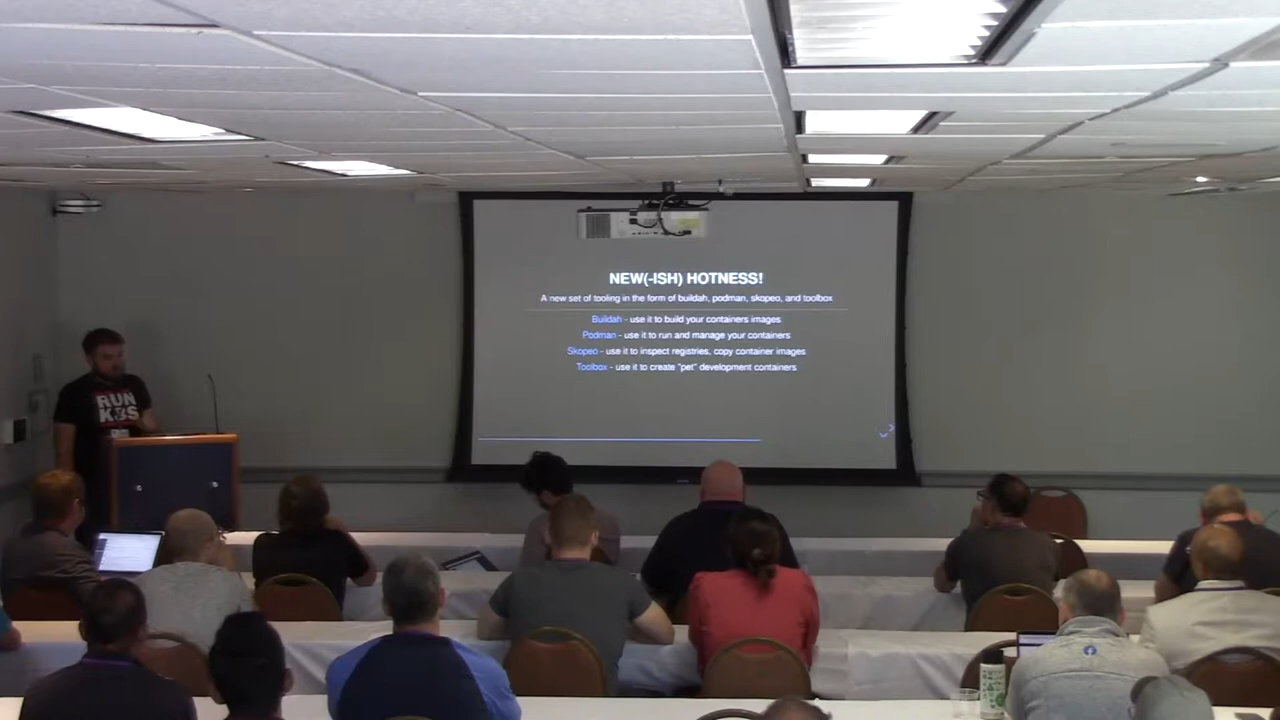 NEW(-ISH) HOTNESS!
A new set of tooling in the form of buildah, podman, skopeo, and toolbox
Buildah - use it to build your containers images
Podman - use it to run and manage your containers
Skopeo - use it to inspect registries, copy container images
Toolbox - use it to create "pet" development containers
RUN
K8S